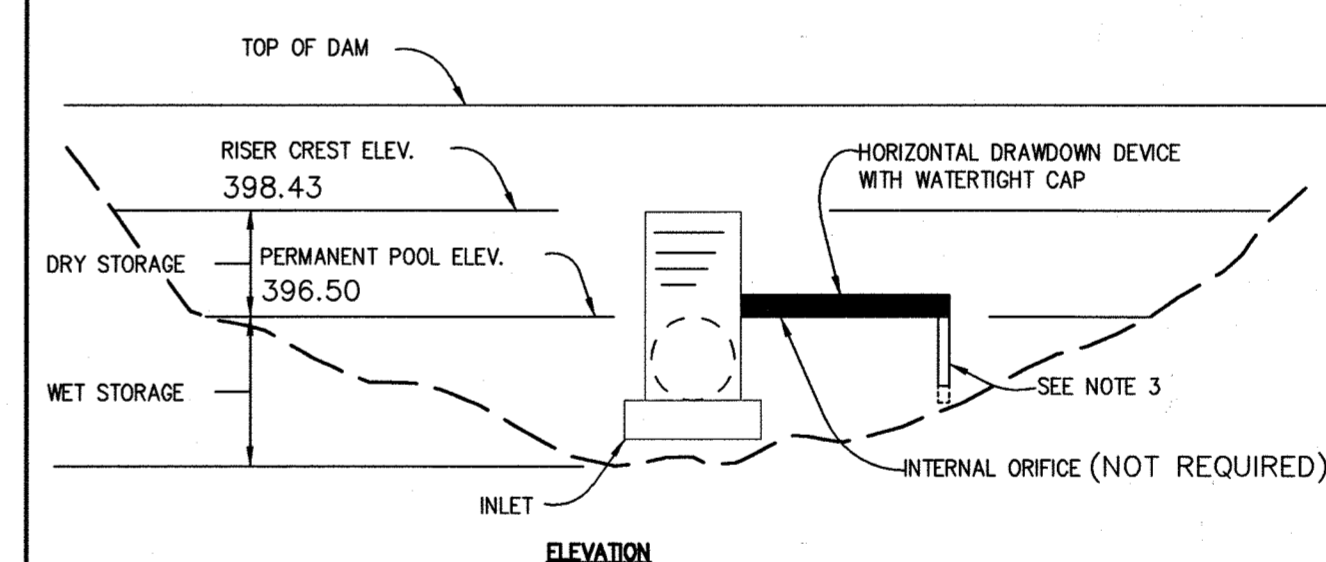 TOP OF DAM
RISER CREST ELEV.
398.43
HORIZONTAL DRAWDOWN DEVICE
WITH WATERTIGHT CAP
DRY STORAGE
PERMANENT POOL ELEV.
396.50
WET STORAGE
SEE NOTE 3
INTERNAL ORIFICE (NOT REQUIRED)
INLET
ELEVATION